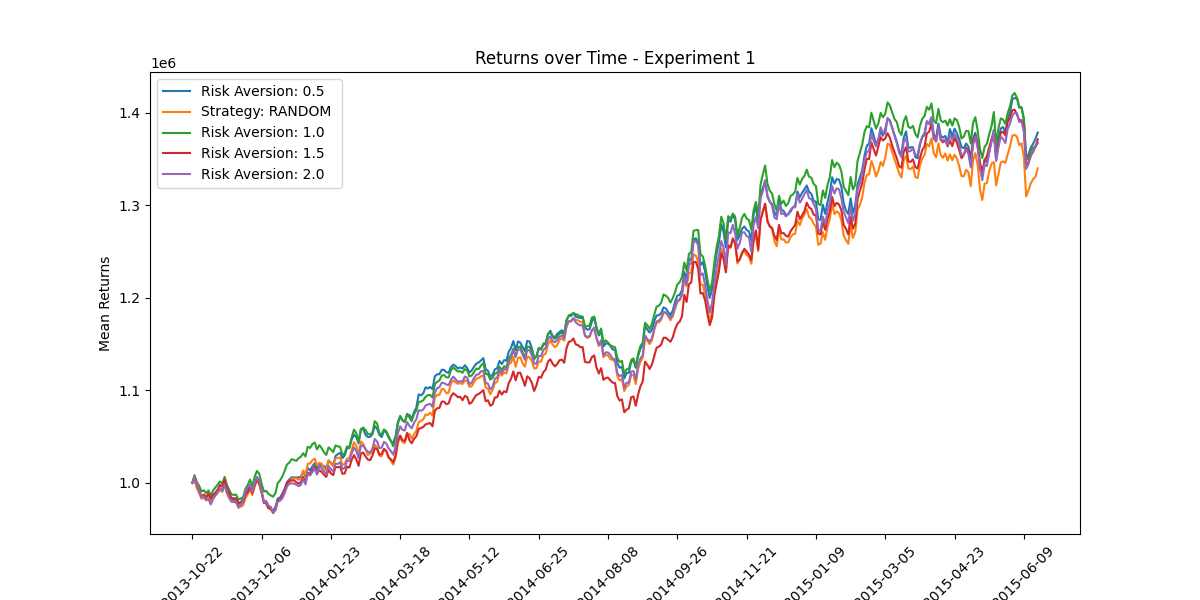 Returns over Time - Experiment 1
1e6
Risk Aversion: 0.5
Strategy: RANDOM
Risk Aversion: 1.0
Risk Aversion: 1.5
Risk Aversion: 2.0
Mean Returns
1.4
1.3
1.2
1.1
1.0
2013-10-22
2013-12-06
2014-01-23
2014-03-18
2014-05-12
2014-06-25
2014-08-08
2014-09-26
2014-11-21
2015-01-09
2015-03-05
2015-04-23
2015-06-09